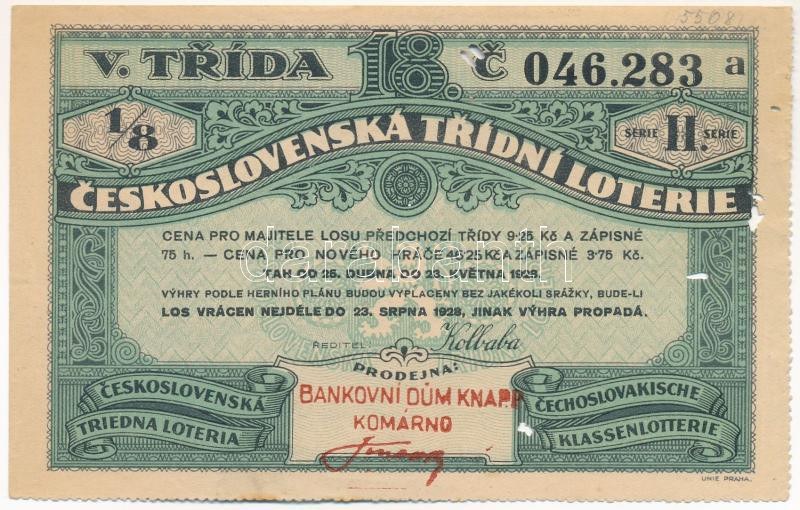 5508
V. TŘÍDA 18. Č 046.283 a
1/8
ČESKOSLOVENSKÁ TŘÍDNÍ LOTERIE
SERIE II. SERIE
CENA PRO MAJITELE LOSU PŘEDCHOZÍ TŘÍDY 9·25 Kč A ZÁPISNÉ
75 h. — CENA PRO NOVÉHO HRÁČE 46·25 Kč A ZÁPISNÉ 3·75 Kč.
TAH OD 25. DUBNA DO 23. KVĚTNA 1928.
VÝHRY PODLE HERNÍHO PLÁNU BUDOU VYPLACENY BEZ JAKÉKOLI SRÁŽKY, BUDE-LI
LOS VRÁCEN NEJDÉLE DO 23. SRPNA 1928, JINAK VÝHRA PROPADÁ.
ŘEDITEL: Kolbaba
PRODEJNA:
BANKOVNÍ DŮM KNAPP
KOMÁRNO
ČESKOSLOVENSKÁ
TRIEDNA LOTERIA
ČECHOSLOVAKISCHE
KLASSENLOTTERIE
UNIE PRAHA.
darabanth